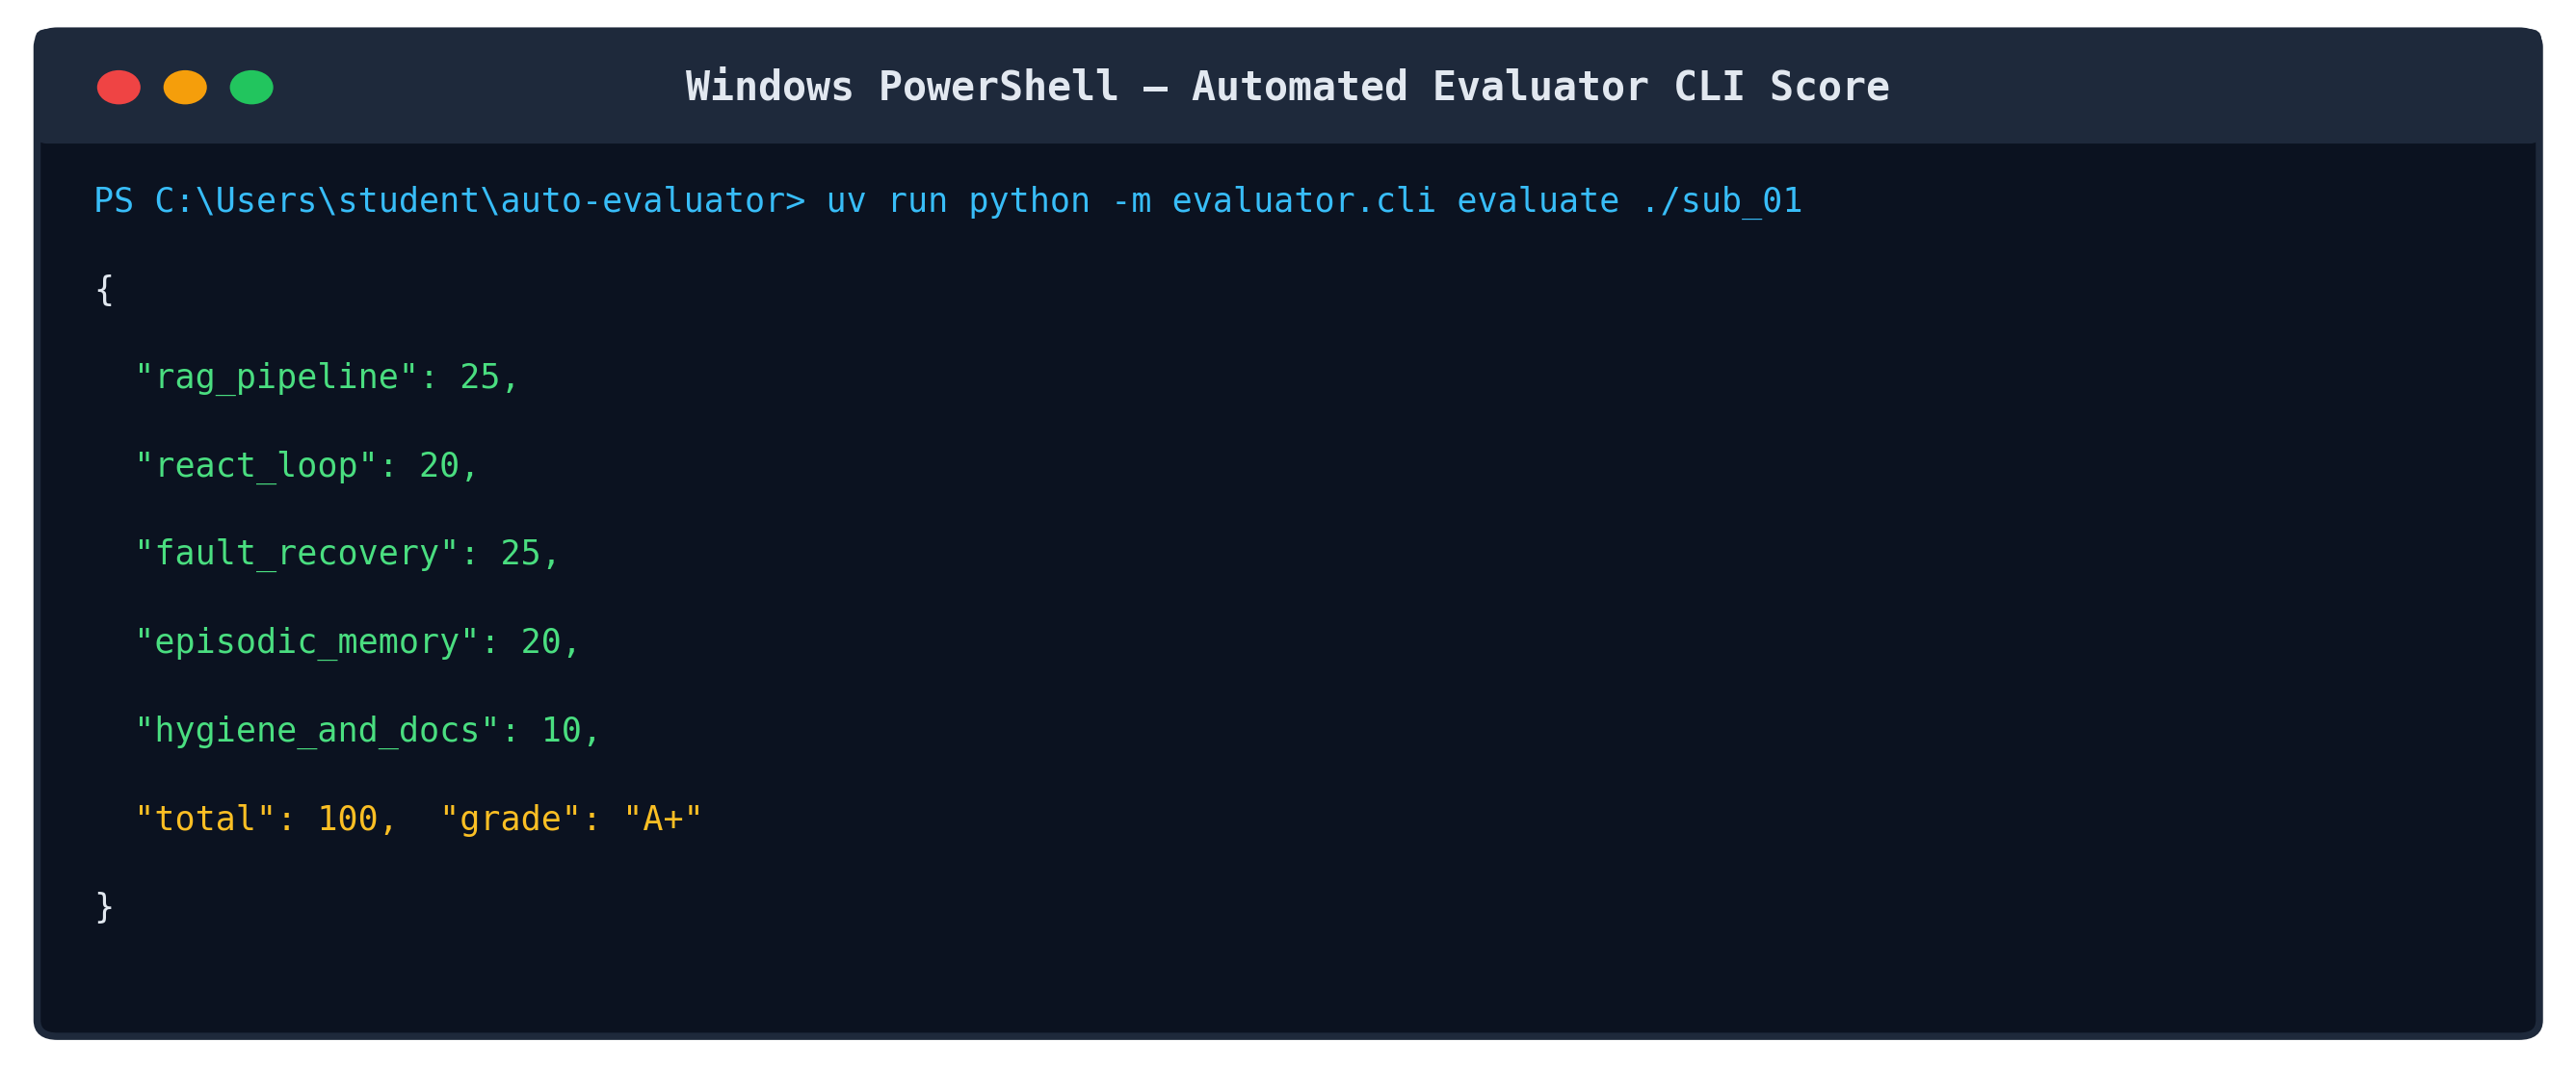 Windows PowerShell — Automated Evaluator CLI Score
PS C:\Users\student\auto-evaluator> uv run python -m evaluator.cli evaluate ./sub_01
{
  "rag_pipeline": 25,
  "react_loop": 20,
  "fault_recovery": 25,
  "episodic_memory": 20,
  "hygiene_and_docs": 10,
  "total": 100,  "grade": "A+"
}